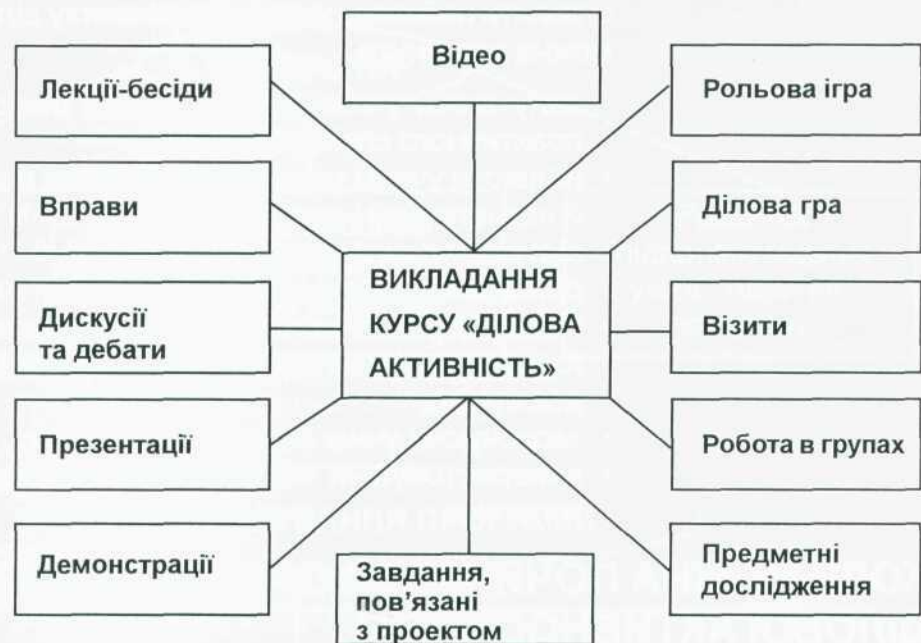 Відео
Лекції-бесіди
Рольова ігра
Вправи
Ділова гра
ВИКЛАДАННЯ
КУРСУ «ДІЛОВА
АКТИВНІСТЬ»
Дискусії
та дебати
Візити
Презентації
Робота в групах
Демонстрації
Завдання,
пов'язані
з проектом
Предметні
дослідження